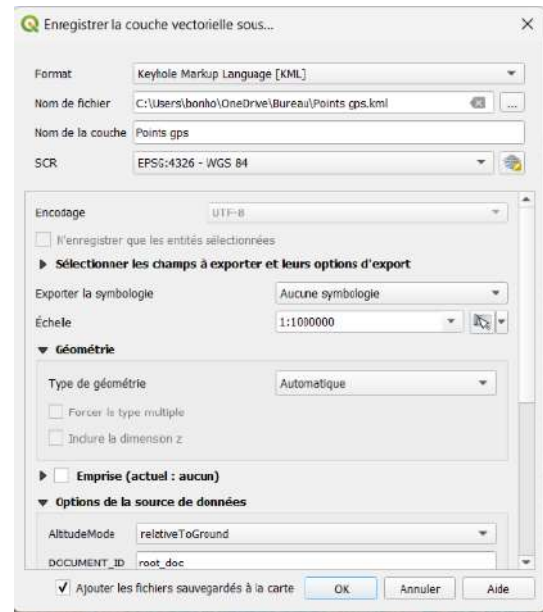 Enregistrer la couche vectorielle sous...
Format Keyhole Markup Language [KML]
Nom de fichier C:\Users\bonho\OneDrive\Bureau\Points gps.kml ...
Nom de la couche Points gps
SCR EPSG:4326 - WGS 84
Encodage UTF-8
N'enregistrer que les entités sélectionnées
Sélectionner les champs à exporter et leurs options d'export
Exporter la symbologie Aucune symbologie
Échelle 1:1000000
Géométrie
Type de géométrie Automatique
Forcer le type multiple
Inclure la dimension z
Emprise (actuel : aucun)
Options de la source de données
AltitudeMode relativeToGround
DOCUMENT_ID root_doc
Ajouter les fichiers sauvegardés à la carte OK Annuler Aide